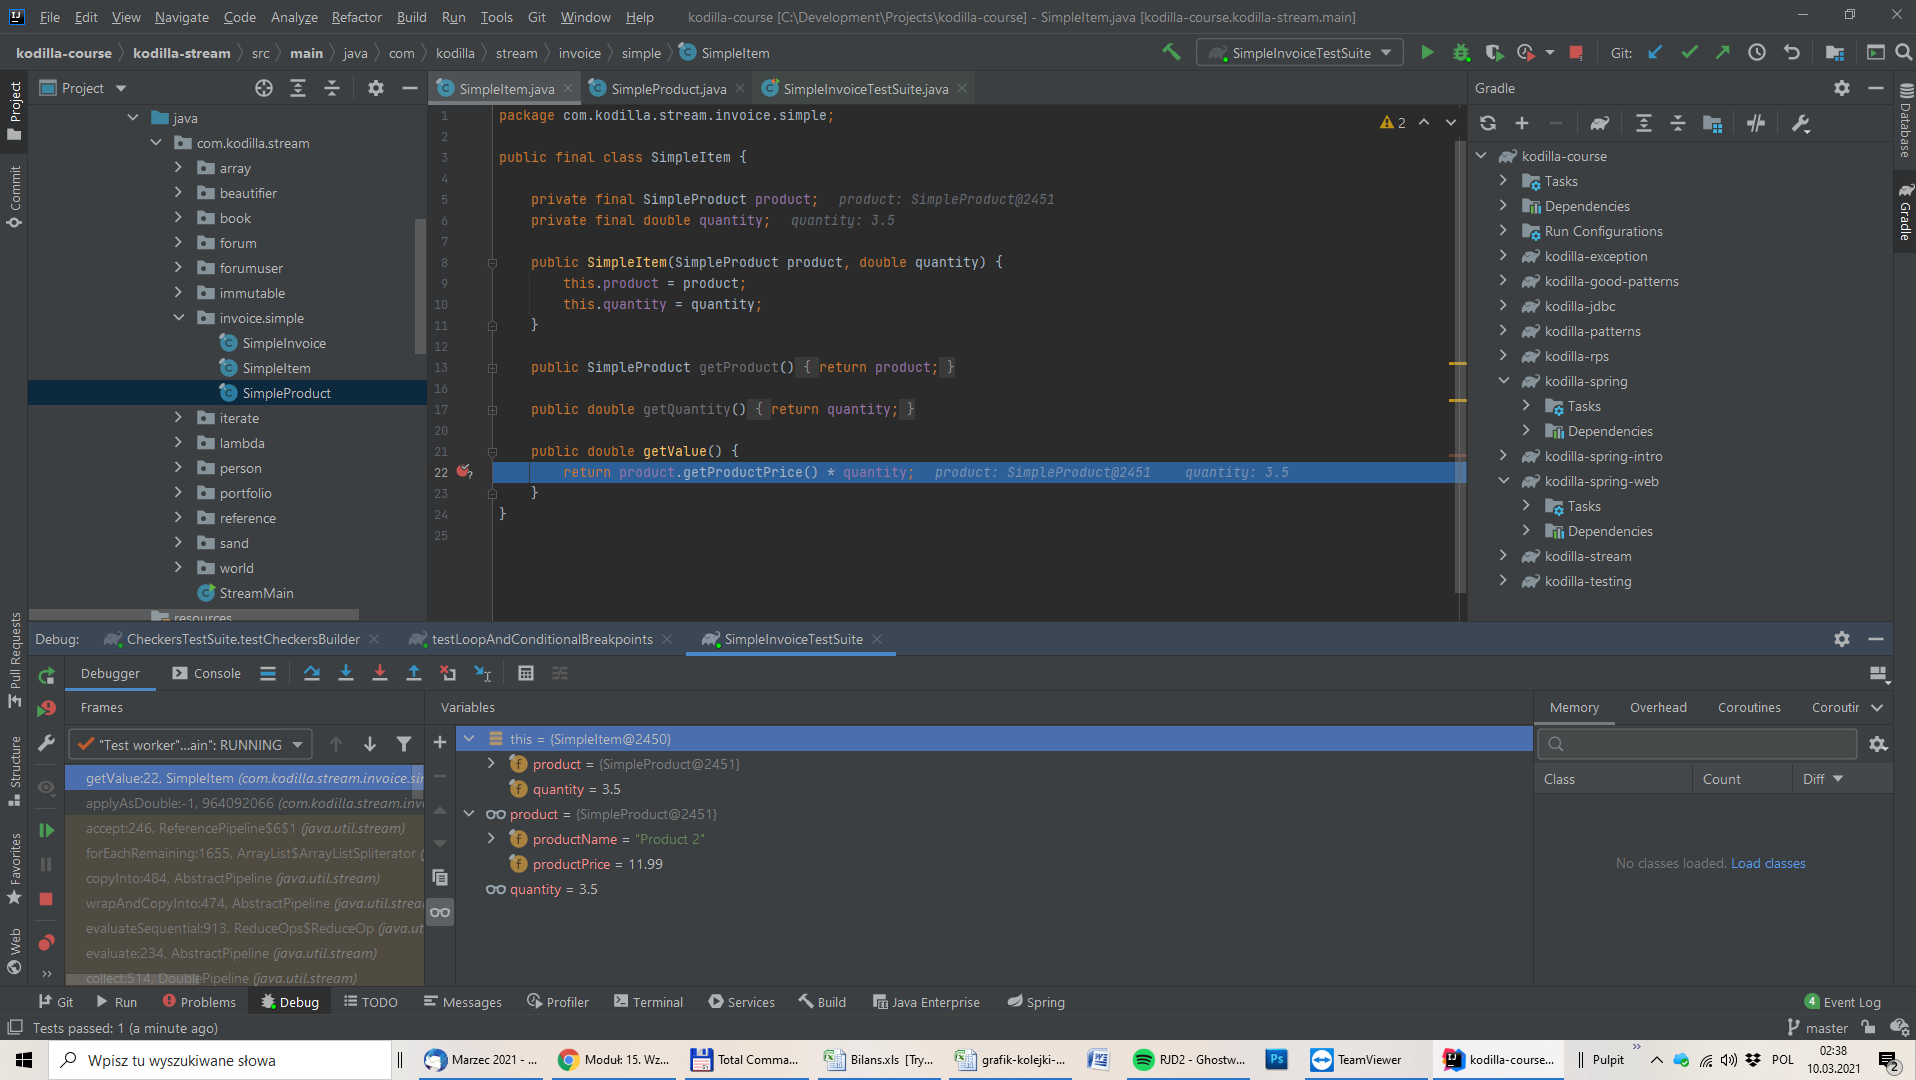 File Edit View Navigate Code Analyze Refactor Build Run Tools Git Window Help kodilla-course [C:\Development\Projects\kodilla-course] - SimpleItem.java [kodilla-course.kodilla-stream.main]
kodilla-course kodilla-stream src main java com kodilla stream invoice simple SimpleItem SimpleInvoiceTestSuite Git:
Project
SimpleItem.java SimpleProduct.java SimpleInvoiceTestSuite.java
Gradle
Project
Commit
Pull Requests
Structure
Favorites
Web
java
com.kodilla.stream
array
beautifier
book
forum
forumuser
immutable
invoice.simple
SimpleInvoice
SimpleItem
SimpleProduct
iterate
lambda
person
portfolio
reference
sand
world
StreamMain
resources
1 package com.kodilla.stream.invoice.simple;
2
3 public final class SimpleItem {
4
5 private final SimpleProduct product; product: SimpleProduct@2451
6 private final double quantity; quantity: 3.5
7
8 public SimpleItem(SimpleProduct product, double quantity) {
9 this.product = product;
10 this.quantity = quantity;
11 }
12
13 public SimpleProduct getProduct() { return product; }
16
17 public double getQuantity() { return quantity; }
20
21 public double getValue() {
22 return product.getProductPrice() * quantity; product: SimpleProduct@2451 quantity: 3.5
23 }
24 }
25
2
kodilla-course
Tasks
Dependencies
Run Configurations
kodilla-exception
kodilla-good-patterns
kodilla-jdbc
kodilla-patterns
kodilla-rps
kodilla-spring
Tasks
Dependencies
kodilla-spring-intro
kodilla-spring-web
Tasks
Dependencies
kodilla-stream
kodilla-testing
Database
Gradle
Debug: CheckersTestSuite.testCheckersBuilder testLoopAndConditionalBreakpoints SimpleInvoiceTestSuite
Debugger Console
Frames
"Test worker"...ain": RUNNING
getValue:22, SimpleItem (com.kodilla.stream.invoice.sir
applyAsDouble:-1, 964092066 (com.kodilla.stream.invo
accept:246, ReferencePipeline$6$1 (java.util.stream)
forEachRemaining:1655, ArrayList$ArrayListSpliterator (
copyInto:484, AbstractPipeline (java.util.stream)
wrapAndCopyInto:474, AbstractPipeline (java.util.strea
evaluateSequential:913, ReduceOps$ReduceOp (java.ut
evaluate:234, AbstractPipeline (java.util.stream)
collect:514, DoublePipeline (java.util.stream)
Variables
this = {SimpleItem@2450}
product = {SimpleProduct@2451}
quantity = 3.5
product = {SimpleProduct@2451}
productName = "Product 2"
productPrice = 11.99
quantity = 3.5
Memory Overhead Coroutines Coroutir
Class Count Diff
No classes loaded. Load classes
Git Run Problems Debug TODO Messages Profiler Terminal Services Build Java Enterprise Spring 4 Event Log
Tests passed: 1 (a minute ago) master
Wpisz tu wyszukiwane słowa Marzec 2021 - ... Moduł: 15. Wz... Total Comma... Bilans.xls [Try... grafik-kolejki-... RJD2 - Ghostw... Ps TeamViewer kodilla-course... Pulpit » POL 02:38
10.03.2021 2